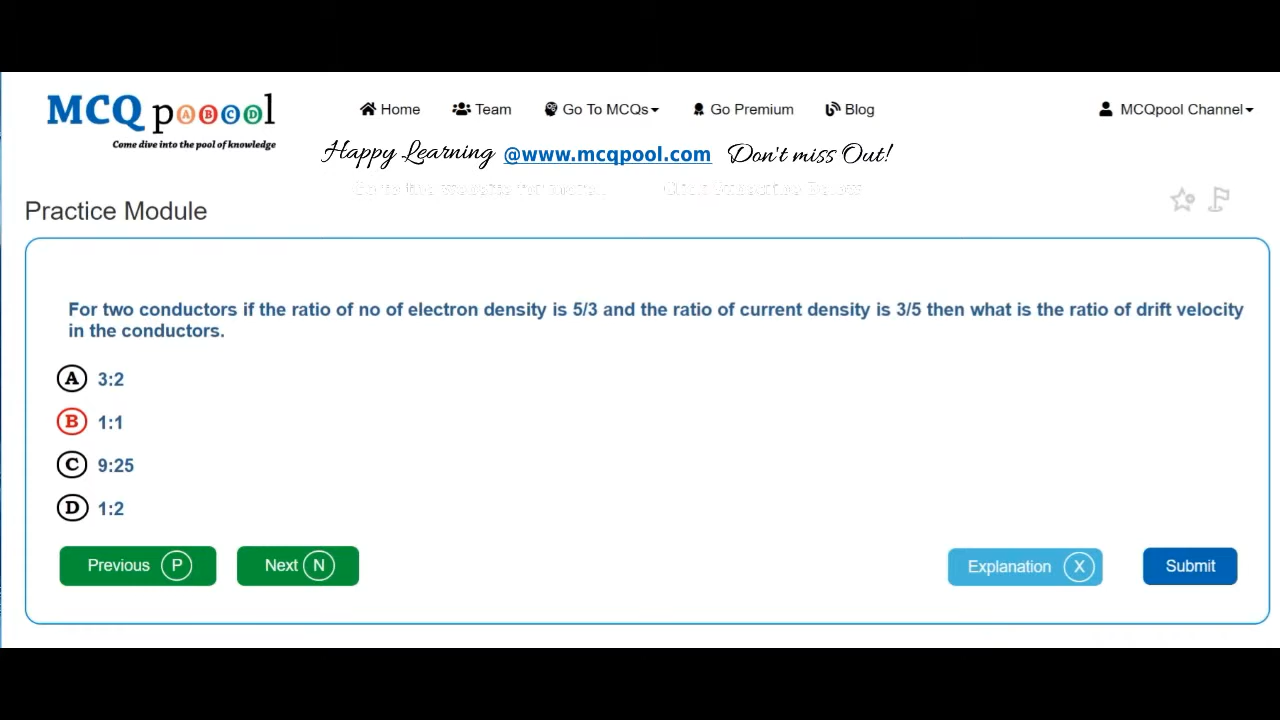 MCQ pABCDl
Come dive into the pool of knowledge
Home Team Go To MCQs Go Premium Blog MCQpool Channel
Happy Learning @www.mcqpool.com Don't miss Out!
Practice Module
For two conductors if the ratio of no of electron density is 5/3 and the ratio of current density is 3/5 then what is the ratio of drift velocity
in the conductors.
A 3:2
B 1:1
C 9:25
D 1:2
Previous P Next N Explanation X Submit